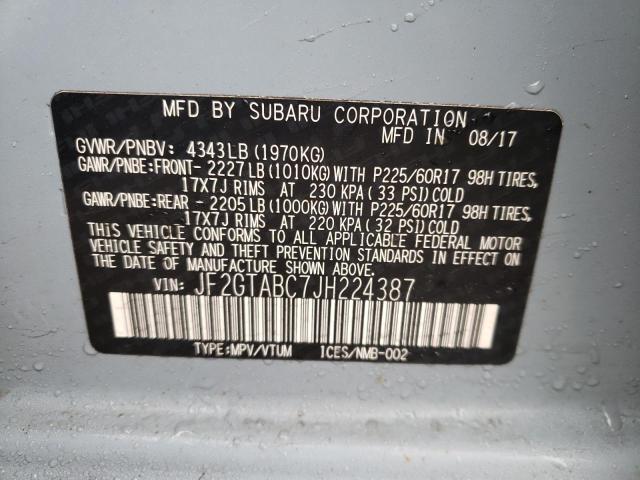 MFD BY SUBARU CORPORATION
MFD IN 08/17
GVWR/PNBV: 4343LB (1970KG)
GAWR/PNBE:FRONT- 2227LB(1010KG)WITH P225/60R17 98H TIRES,
17X7J RIMS AT 230 KPA (33 PSI)COLD
GAWR/PNBE:REAR - 2205LB(1000KG)WITH P225/60R17 98H TIRES,
17X7J RIMS AT 220 KPA (32 PSI)COLD
THIS VEHICLE CONFORMS TO ALL APPLICABLE FEDERAL MOTOR
VEHICLE SAFETY AND THEFT PREVENTION STANDARDS IN EFFECT
ON THE DATE OF MANUFACTURE SHOWN ABOVE.
VIN: JF2GTABC7JH224387
TYPE:MPV/VTUM ICES/NMB-002